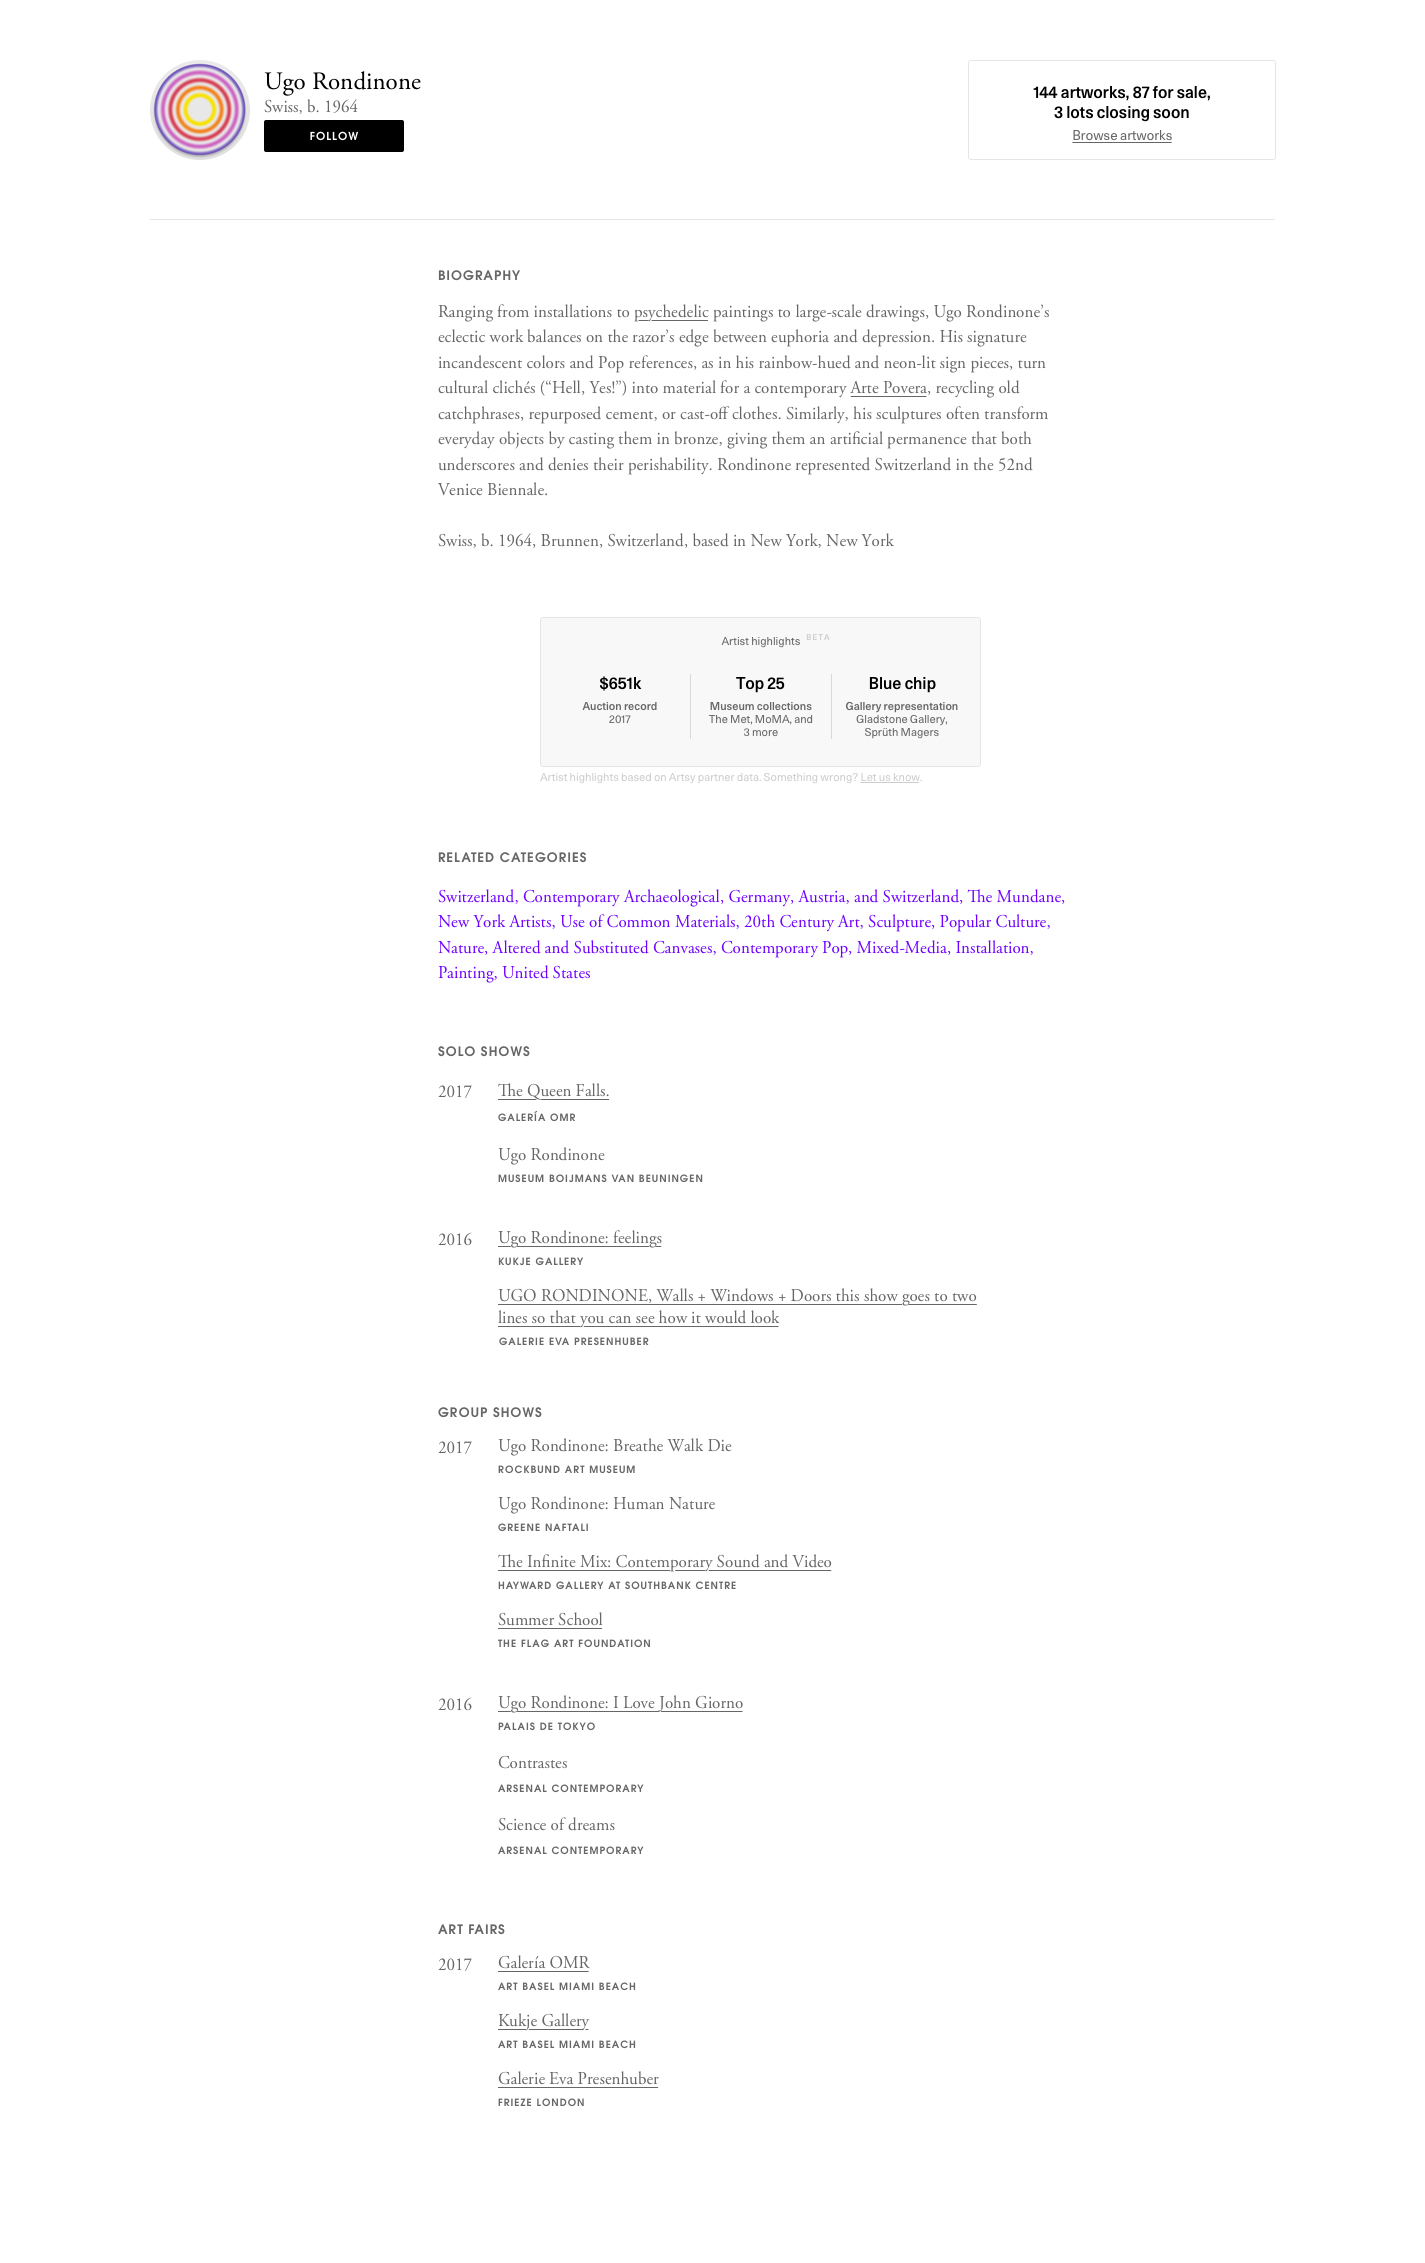 Ugo Rondinone
Swiss, b. 1964
FOLLOW
144 artworks, 87 for sale,
3 lots closing soon
Browse artworks
BIOGRAPHY
Ranging from installations to psychedelic paintings to large-scale drawings, Ugo Rondinone’s
eclectic work balances on the razor’s edge between euphoria and depression. His signature
incandescent colors and Pop references, as in his rainbow-hued and neon-lit sign pieces, turn
cultural clichés (“Hell, Yes!”) into material for a contemporary Arte Povera, recycling old
catchphrases, repurposed cement, or cast-off clothes. Similarly, his sculptures often transform
everyday objects by casting them in bronze, giving them an artificial permanence that both
underscores and denies their perishability. Rondinone represented Switzerland in the 52nd
Venice Biennale.
Swiss, b. 1964, Brunnen, Switzerland, based in New York, New York
Artist highlights BETA
$651k
Auction record
2017
Top 25
Museum collections
The Met, MoMA, and
3 more
Blue chip
Gallery representation
Gladstone Gallery,
Sprüth Magers
Artist highlights based on Artsy partner data. Something wrong? Let us know.
RELATED CATEGORIES
Switzerland, Contemporary Archaeological, Germany, Austria, and Switzerland, The Mundane,
New York Artists, Use of Common Materials, 20th Century Art, Sculpture, Popular Culture,
Nature, Altered and Substituted Canvases, Contemporary Pop, Mixed-Media, Installation,
Painting, United States
SOLO SHOWS
2017 The Queen Falls.
GALERÍA OMR
Ugo Rondinone
MUSEUM BOIJMANS VAN BEUNINGEN
2016 Ugo Rondinone: feelings
KUKJE GALLERY
UGO RONDINONE, Walls + Windows + Doors this show goes to two
lines so that you can see how it would look
GALERIE EVA PRESENHUBER
GROUP SHOWS
2017 Ugo Rondinone: Breathe Walk Die
ROCKBUND ART MUSEUM
Ugo Rondinone: Human Nature
GREENE NAFTALI
The Infinite Mix: Contemporary Sound and Video
HAYWARD GALLERY AT SOUTHBANK CENTRE
Summer School
THE FLAG ART FOUNDATION
2016 Ugo Rondinone: I Love John Giorno
PALAIS DE TOKYO
Contrastes
ARSENAL CONTEMPORARY
Science of dreams
ARSENAL CONTEMPORARY
ART FAIRS
2017 Galería OMR
ART BASEL MIAMI BEACH
Kukje Gallery
ART BASEL MIAMI BEACH
Galerie Eva Presenhuber
FRIEZE LONDON